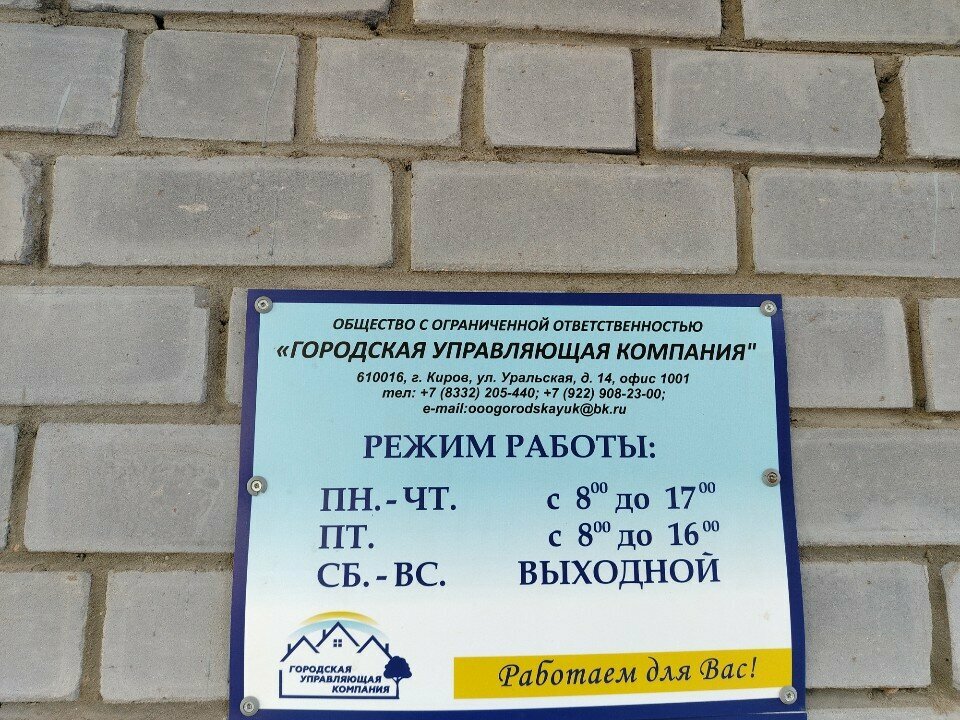 ОБЩЕСТВО С ОГРАНИЧЕННОЙ ОТВЕТСТВЕННОСТЬЮ
«ГОРОДСКАЯ УПРАВЛЯЮЩАЯ КОМПАНИЯ"
610016, г. Киров, ул. Уральская, д. 14, офис 1001
тел: +7 (8332) 205-440; +7 (922) 908-23-00;
e-mail:ooogorodskayuk@bk.ru
РЕЖИМ РАБОТЫ:
ПН. - ЧТ. с 8⁰⁰ до 17⁰⁰
ПТ. с 8⁰⁰ до 16⁰⁰
СБ. - ВС. ВЫХОДНОЙ
ГОРОДСКАЯ
УПРАВЛЯЮЩАЯ
КОМПАНИЯ
Работаем для Вас!